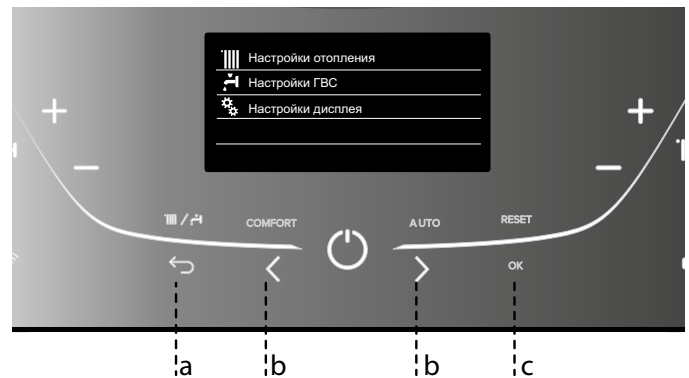 Настройки отопления
Настройки ГВС
Настройки дисплея
COMFORT
AUTO
RESET
OK
a
b
b
c